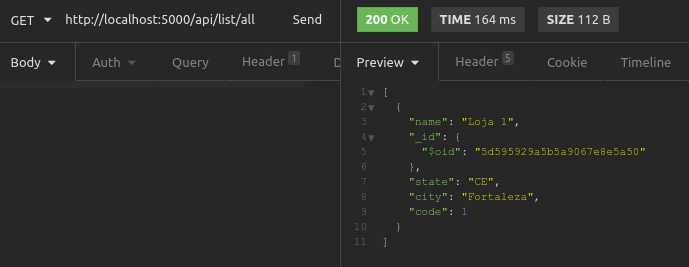 GET http://localhost:5000/api/list/all Send
200 OK TIME 164 ms SIZE 112 B
Body Auth Query Header 1 D
Preview Header 5 Cookie Timeline
1 [
2 {
3 "name": "Loja 1",
4 "_id": {
5 "$oid": "5d595929a5b5a9067e8e5a50"
6 },
7 "state": "CE",
8 "city": "Fortaleza",
9 "code": 1
10 }
11 ]